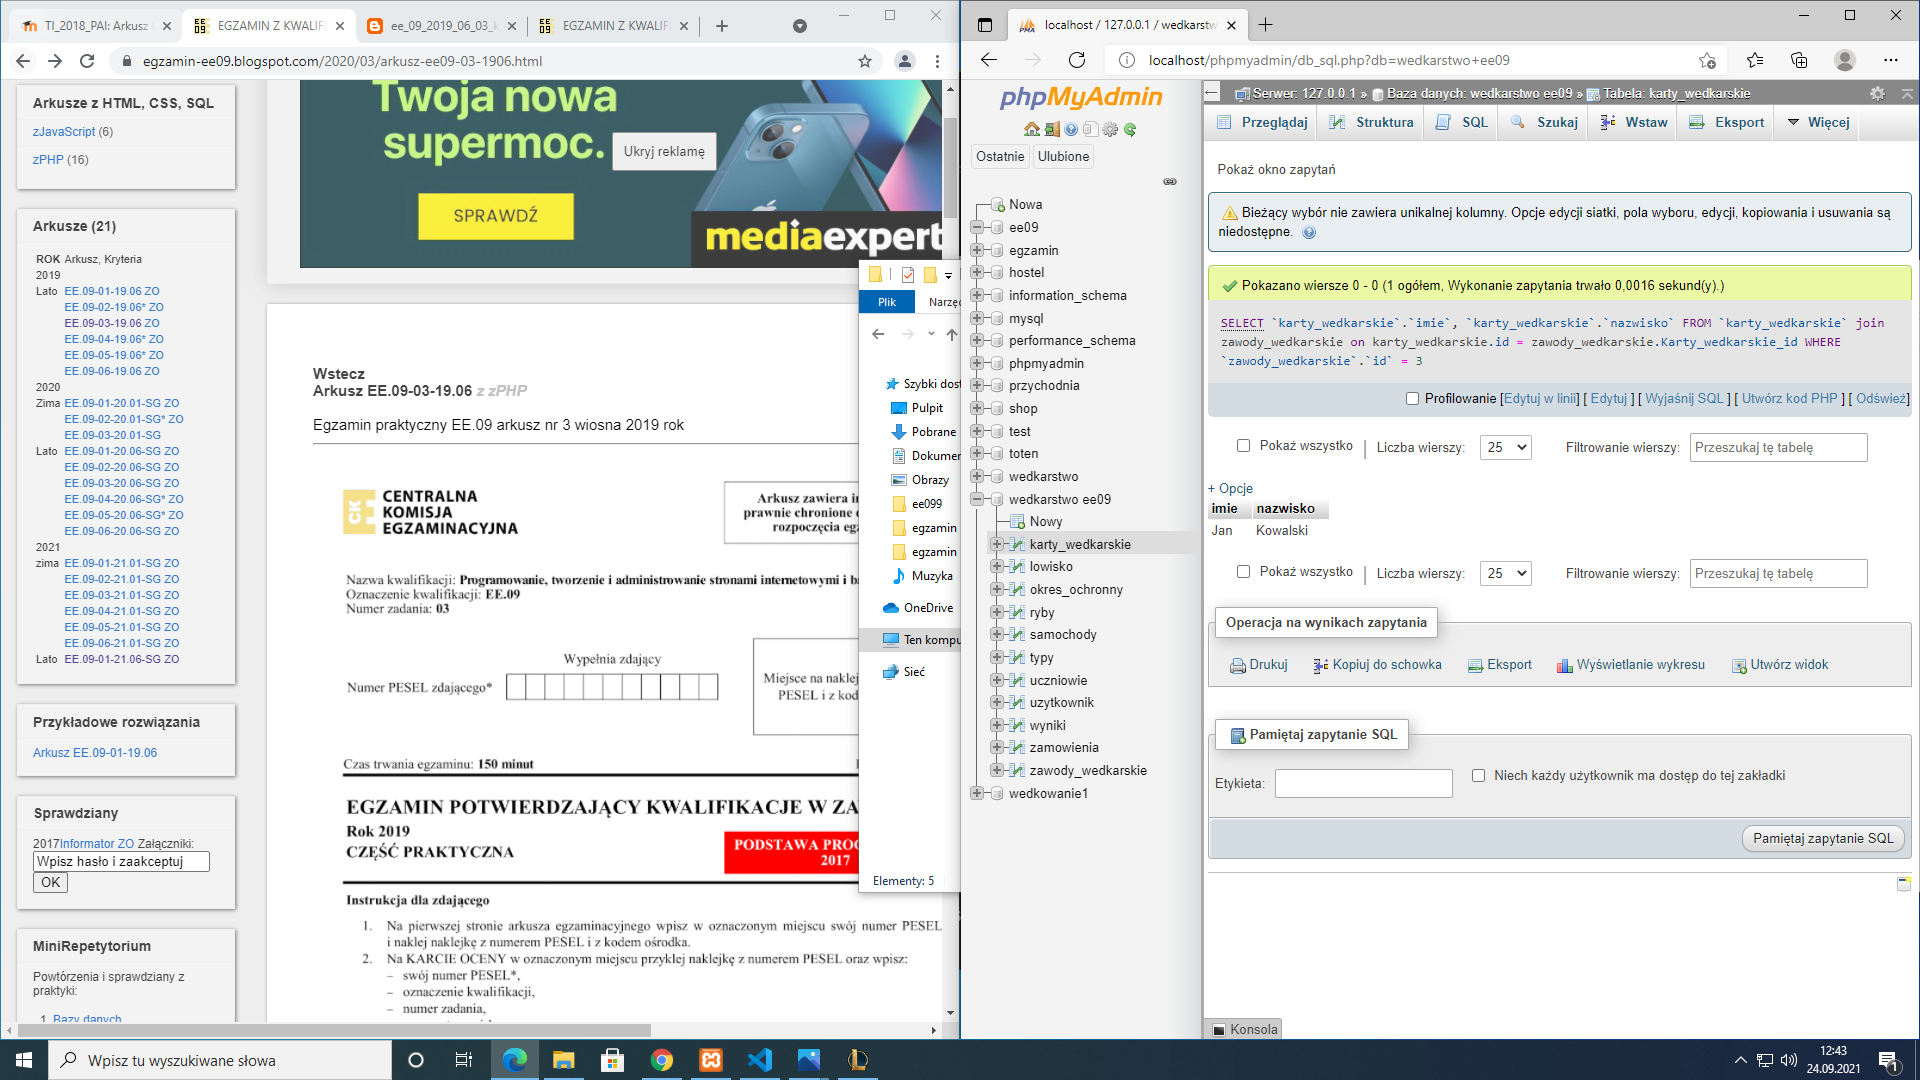 TI_2018_PAI: Arkusz
EGZAMIN Z KWALIFI
ee_09_2019_06_03_k
EGZAMIN Z KWALIFI
egzamin-ee09.blogspot.com/2020/03/arkusz-ee09-03-1906.html
Arkusze z HTML, CSS, SQL
zJavaScript (6)
zPHP (16)
Arkusze (21)
ROK Arkusz, Kryteria
2019
Lato EE.09-01-19.06 ZO
EE.09-02-19.06* ZO
EE.09-03-19.06 ZO
EE.09-04-19.06* ZO
EE.09-05-19.06* ZO
EE.09-06-19.06 ZO
2020
Zima EE.09-01-20.01-SG ZO
EE.09-02-20.01-SG* ZO
EE.09-03-20.01-SG
Lato EE.09-01-20.06-SG ZO
EE.09-02-20.06-SG ZO
EE.09-03-20.06-SG ZO
EE.09-04-20.06-SG* ZO
EE.09-05-20.06-SG* ZO
EE.09-06-20.06-SG ZO
2021
zima EE.09-01-21.01-SG ZO
EE.09-02-21.01-SG ZO
EE.09-03-21.01-SG ZO
EE.09-04-21.01-SG ZO
EE.09-05-21.01-SG ZO
EE.09-06-21.01-SG ZO
Lato EE.09-01-21.06-SG ZO
Przykładowe rozwiązania
Arkusz EE.09-01-19.06
Sprawdziany
2017Informator ZO Załączniki:
Wpisz hasło i zaakceptuj
OK
MiniRepetytorium
Powtórzenia i sprawdziany z
praktyki:
1. Bazy danych
Twoja nowa
supermoc.
Ukryj reklamę
SPRAWDŹ
mediaexpert
Wstecz
Arkusz EE.09-03-19.06 z zPHP
Egzamin praktyczny EE.09 arkusz nr 3 wiosna 2019 rok
CKE
CENTRALNA
KOMISJA
EGZAMINACYJNA
Arkusz zawiera in
prawnie chronione d
rozpoczęcia egz
Nazwa kwalifikacji: Programowanie, tworzenie i administrowanie stronami internetowymi i ba
Oznaczenie kwalifikacji: EE.09
Numer zadania: 03
Wypełnia zdający
Numer PESEL zdającego*
Miejsce na naklej
PESEL i z kod
Czas trwania egzaminu: 150 minut
EGZAMIN POTWIERDZAJĄCY KWALIFIKACJE W ZA
Rok 2019
CZĘŚĆ PRAKTYCZNA
PODSTAWA PROG
2017
Instrukcja dla zdającego
1. Na pierwszej stronie arkusza egzaminacyjnego wpisz w oznaczonym miejscu swój numer PESEL
i naklej naklejkę z numerem PESEL i z kodem ośrodka.
2. Na KARCIE OCENY w oznaczonym miejscu przyklej naklejkę z numerem PESEL oraz wpisz:
– swój numer PESEL*,
– oznaczenie kwalifikacji,
– numer zadania,
Plik
Narzę
Szybki dost
Pulpit
Pobrane
Dokumen
Obrazy
ee099
egzamin
egzamin
Muzyka
OneDrive
Ten kompu
Sieć
Elementy: 5
localhost / 127.0.0.1 / wedkarstw
localhost/phpmyadmin/db_sql.php?db=wedkarstwo+ee09
phpMyAdmin
Ostatnie
Ulubione
Nowa
ee09
egzamin
hostel
information_schema
mysql
performance_schema
phpmyadmin
przychodnia
shop
test
toten
wedkarstwo
wedkarstwo ee09
Nowy
karty_wedkarskie
lowisko
okres_ochronny
ryby
samochody
typy
uczniowie
uzytkownik
wyniki
zamowienia
zawody_wedkarskie
wedkowanie1
Serwer: 127.0.0.1 » Baza danych: wedkarstwo ee09 » Tabela: karty_wedkarskie
Przeglądaj Struktura SQL Szukaj Wstaw Eksport Więcej
Pokaż okno zapytań
Bieżący wybór nie zawiera unikalnej kolumny. Opcje edycji siatki, pola wyboru, edycji, kopiowania i usuwania są
niedostępne.
Pokazano wiersze 0 - 0 (1 ogółem, Wykonanie zapytania trwało 0,0016 sekund(y).)
SELECT `karty_wedkarskie`.`imie`, `karty_wedkarskie`.`nazwisko` FROM `karty_wedkarskie` join
zawody_wedkarskie on karty_wedkarskie.id = zawody_wedkarskie.Karty_wedkarskie_id WHERE
`zawody_wedkarskie`.`id` = 3
Profilowanie [Edytuj w linii] [ Edytuj ] [ Wyjaśnij SQL ] [ Utwórz kod PHP ] [ Odśwież]
Pokaż wszystko | Liczba wierszy: 25 Filtrowanie wierszy: Przeszukaj tę tabelę
+ Opcje
imie nazwisko
Jan Kowalski
Pokaż wszystko | Liczba wierszy: 25 Filtrowanie wierszy: Przeszukaj tę tabelę
Operacja na wynikach zapytania
Drukuj Kopiuj do schowka Eksport Wyświetlanie wykresu Utwórz widok
Pamiętaj zapytanie SQL
Etykieta: Niech każdy użytkownik ma dostęp do tej zakładki
Pamiętaj zapytanie SQL
Konsola
Wpisz tu wyszukiwane słowa
12:43
24.09.2021
1